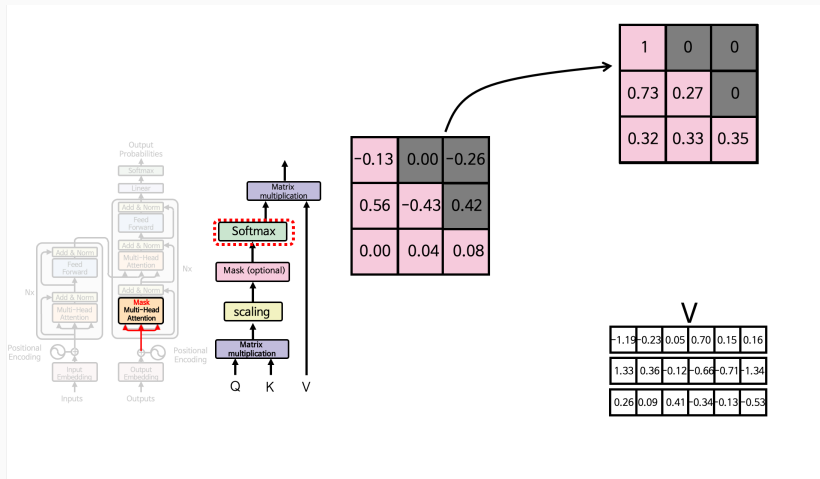 Output
Probabilities
Softmax
Linear
Add & Norm
Feed
Forward
Add & Norm
Multi-Head
Attention
Nx
Add & Norm
Mask
Multi-Head
Attention
Positional
Encoding
Output
Embedding
Outputs
Add & Norm
Feed
Forward
Nx
Add & Norm
Multi-Head
Attention
Positional
Encoding
Input
Embedding
Inputs
Matrix
multiplication
Softmax
Mask (optional)
scaling
Matrix
multiplication
Q K V
−0.13 0.00 −0.26
0.56 −0.43 0.42
0.00 0.04 0.08
1 0 0
0.73 0.27 0
0.32 0.33 0.35
V
−1.19 −0.23 0.05 0.70 0.15 0.16
1.33 0.36 −0.12 −0.66 −0.71 −1.34
0.26 0.09 0.41 −0.34 −0.13 −0.53